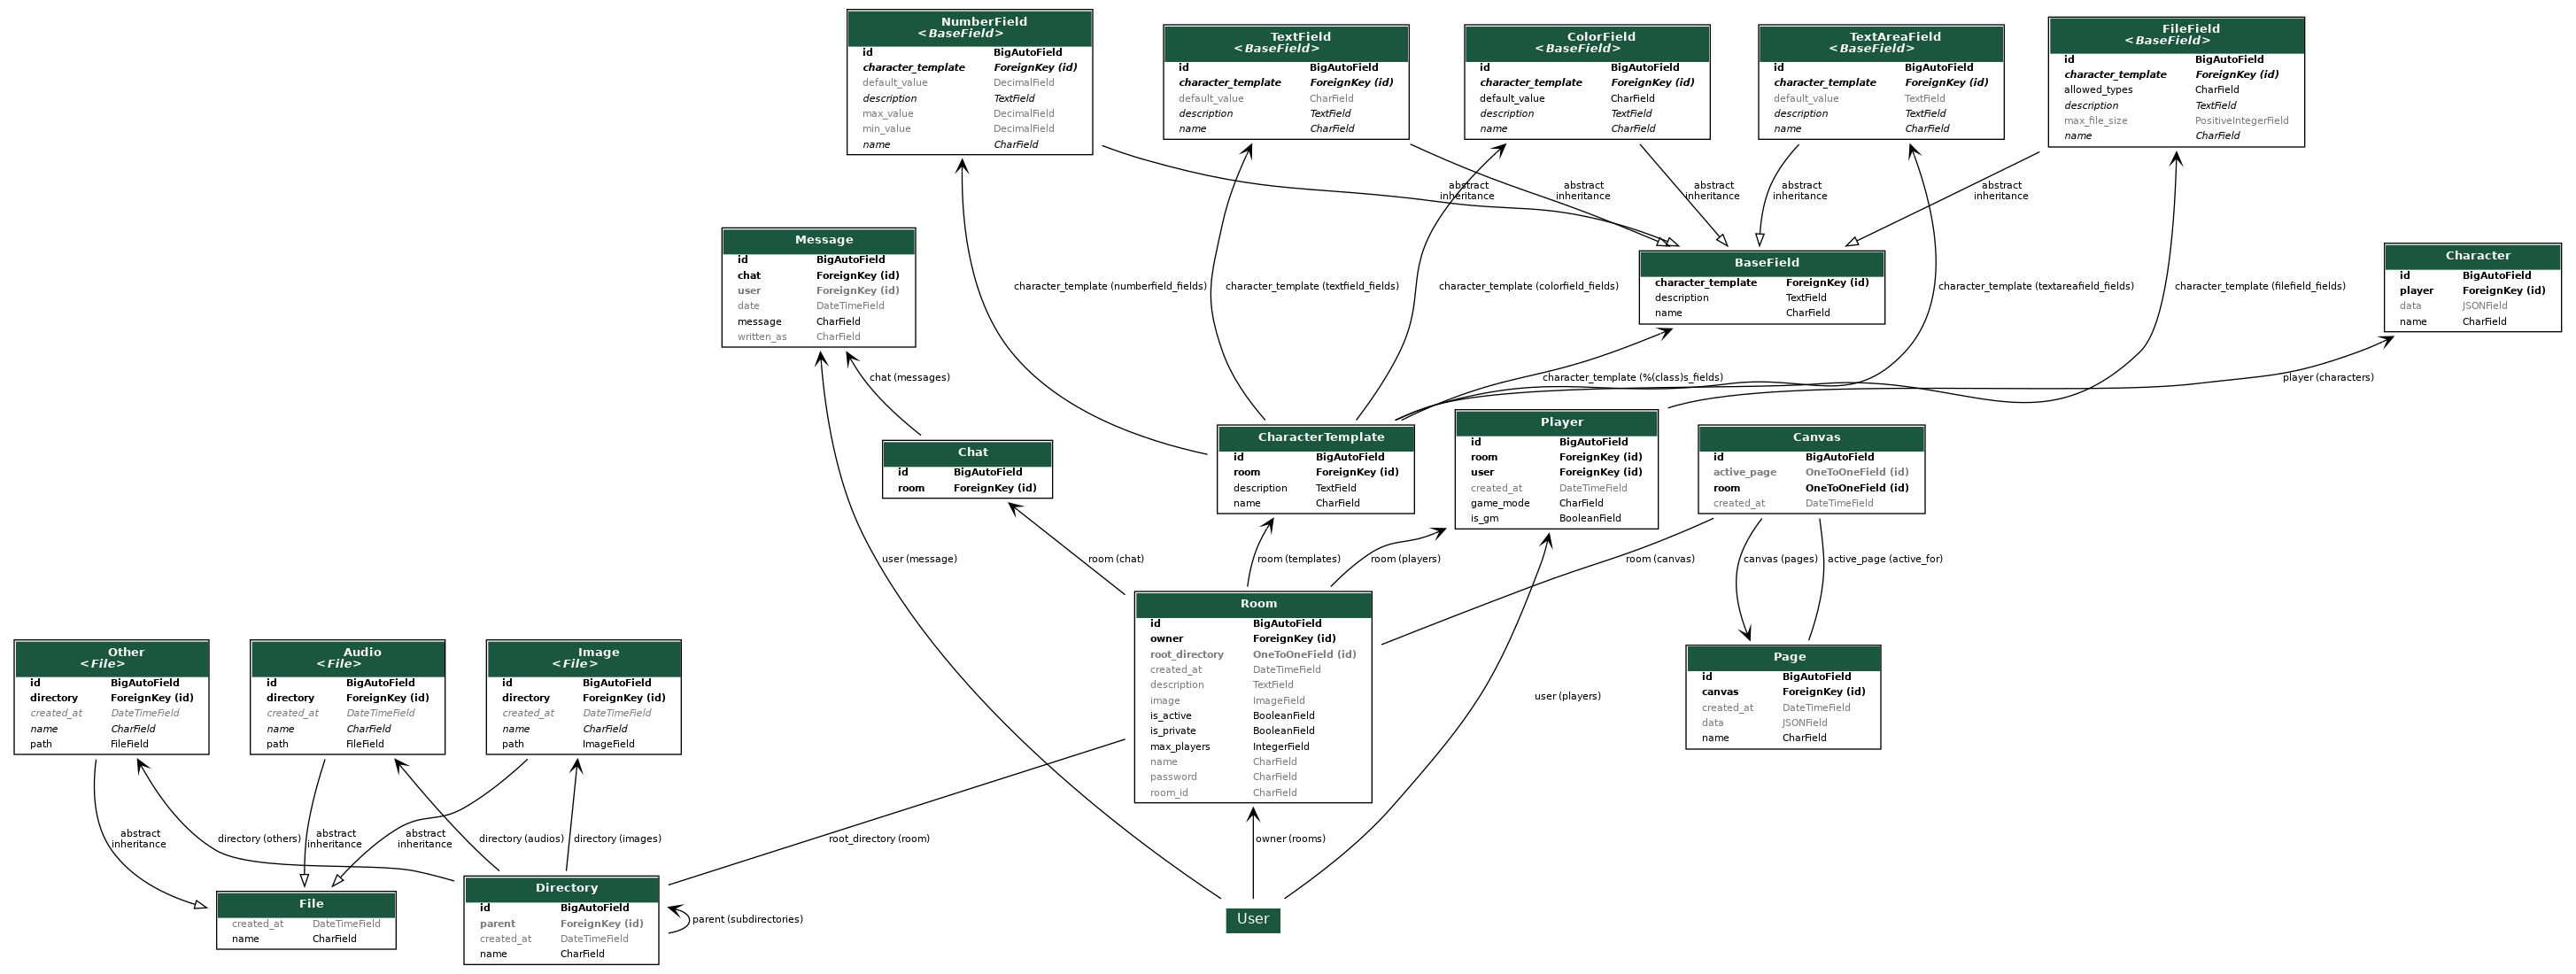 NumberField
<BaseField>
id BigAutoField
character_template ForeignKey (id)
default_value DecimalField
description TextField
max_value DecimalField
min_value DecimalField
name CharField
TextField
<BaseField>
id BigAutoField
character_template ForeignKey (id)
default_value CharField
description TextField
name CharField
ColorField
<BaseField>
id BigAutoField
character_template ForeignKey (id)
default_value CharField
description TextField
name CharField
TextAreaField
<BaseField>
id BigAutoField
character_template ForeignKey (id)
default_value TextField
description TextField
name CharField
FileField
<BaseField>
id BigAutoField
character_template ForeignKey (id)
allowed_types CharField
description TextField
max_file_size PositiveIntegerField
name CharField
abstract
inheritance
abstract
inheritance
abstract
inheritance
abstract
inheritance
abstract
inheritance
Message
id BigAutoField
chat ForeignKey (id)
user ForeignKey (id)
date DateTimeField
message CharField
written_as CharField
character_template (numberfield_fields)
character_template (textfield_fields)
character_template (colorfield_fields)
BaseField
character_template ForeignKey (id)
description TextField
name CharField
character_template (textareafield_fields)
character_template (filefield_fields)
Character
id BigAutoField
player ForeignKey (id)
data JSONField
name CharField
chat (messages)
character_template (%(class)s_fields)
player (characters)
Chat
id BigAutoField
room ForeignKey (id)
CharacterTemplate
id BigAutoField
room ForeignKey (id)
description TextField
name CharField
Player
id BigAutoField
room ForeignKey (id)
user ForeignKey (id)
created_at DateTimeField
game_mode CharField
is_gm BooleanField
Canvas
id BigAutoField
active_page OneToOneField (id)
room OneToOneField (id)
created_at DateTimeField
user (message)
room (chat)
room (templates)
room (players)
room (canvas)
canvas (pages)
active_page (active_for)
Other
<File>
id BigAutoField
directory ForeignKey (id)
created_at DateTimeField
name CharField
path FileField
Audio
<File>
id BigAutoField
directory ForeignKey (id)
created_at DateTimeField
name CharField
path FileField
Image
<File>
id BigAutoField
directory ForeignKey (id)
created_at DateTimeField
name CharField
path ImageField
Room
id BigAutoField
owner ForeignKey (id)
root_directory OneToOneField (id)
created_at DateTimeField
description TextField
image ImageField
is_active BooleanField
is_private BooleanField
max_players IntegerField
name CharField
password CharField
room_id CharField
user (players)
Page
id BigAutoField
canvas ForeignKey (id)
created_at DateTimeField
data JSONField
name CharField
abstract
inheritance
directory (others)
abstract
inheritance
abstract
inheritance
directory (audios)
directory (images)
root_directory (room)
owner (rooms)
File
created_at DateTimeField
name CharField
Directory
id BigAutoField
parent ForeignKey (id)
created_at DateTimeField
name CharField
parent (subdirectories)
User